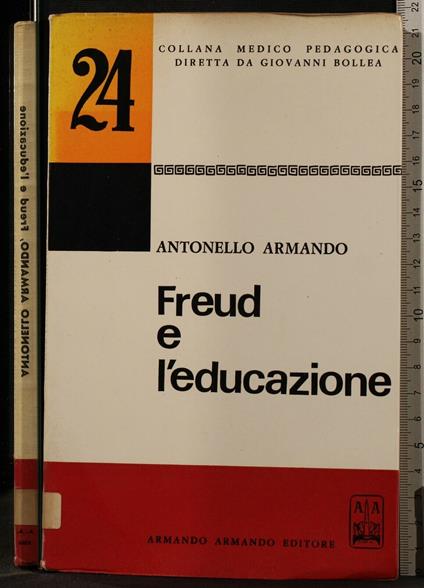 24
COLLANA MEDICO PEDAGOGICA
DIRETTA DA GIOVANNI BOLLEA
ANTONELLO ARMANDO
Freud
e
l'educazione
A A
ARMANDO ARMANDO EDITORE
ANTONELLO ARMANDO, Freud e l'educazione